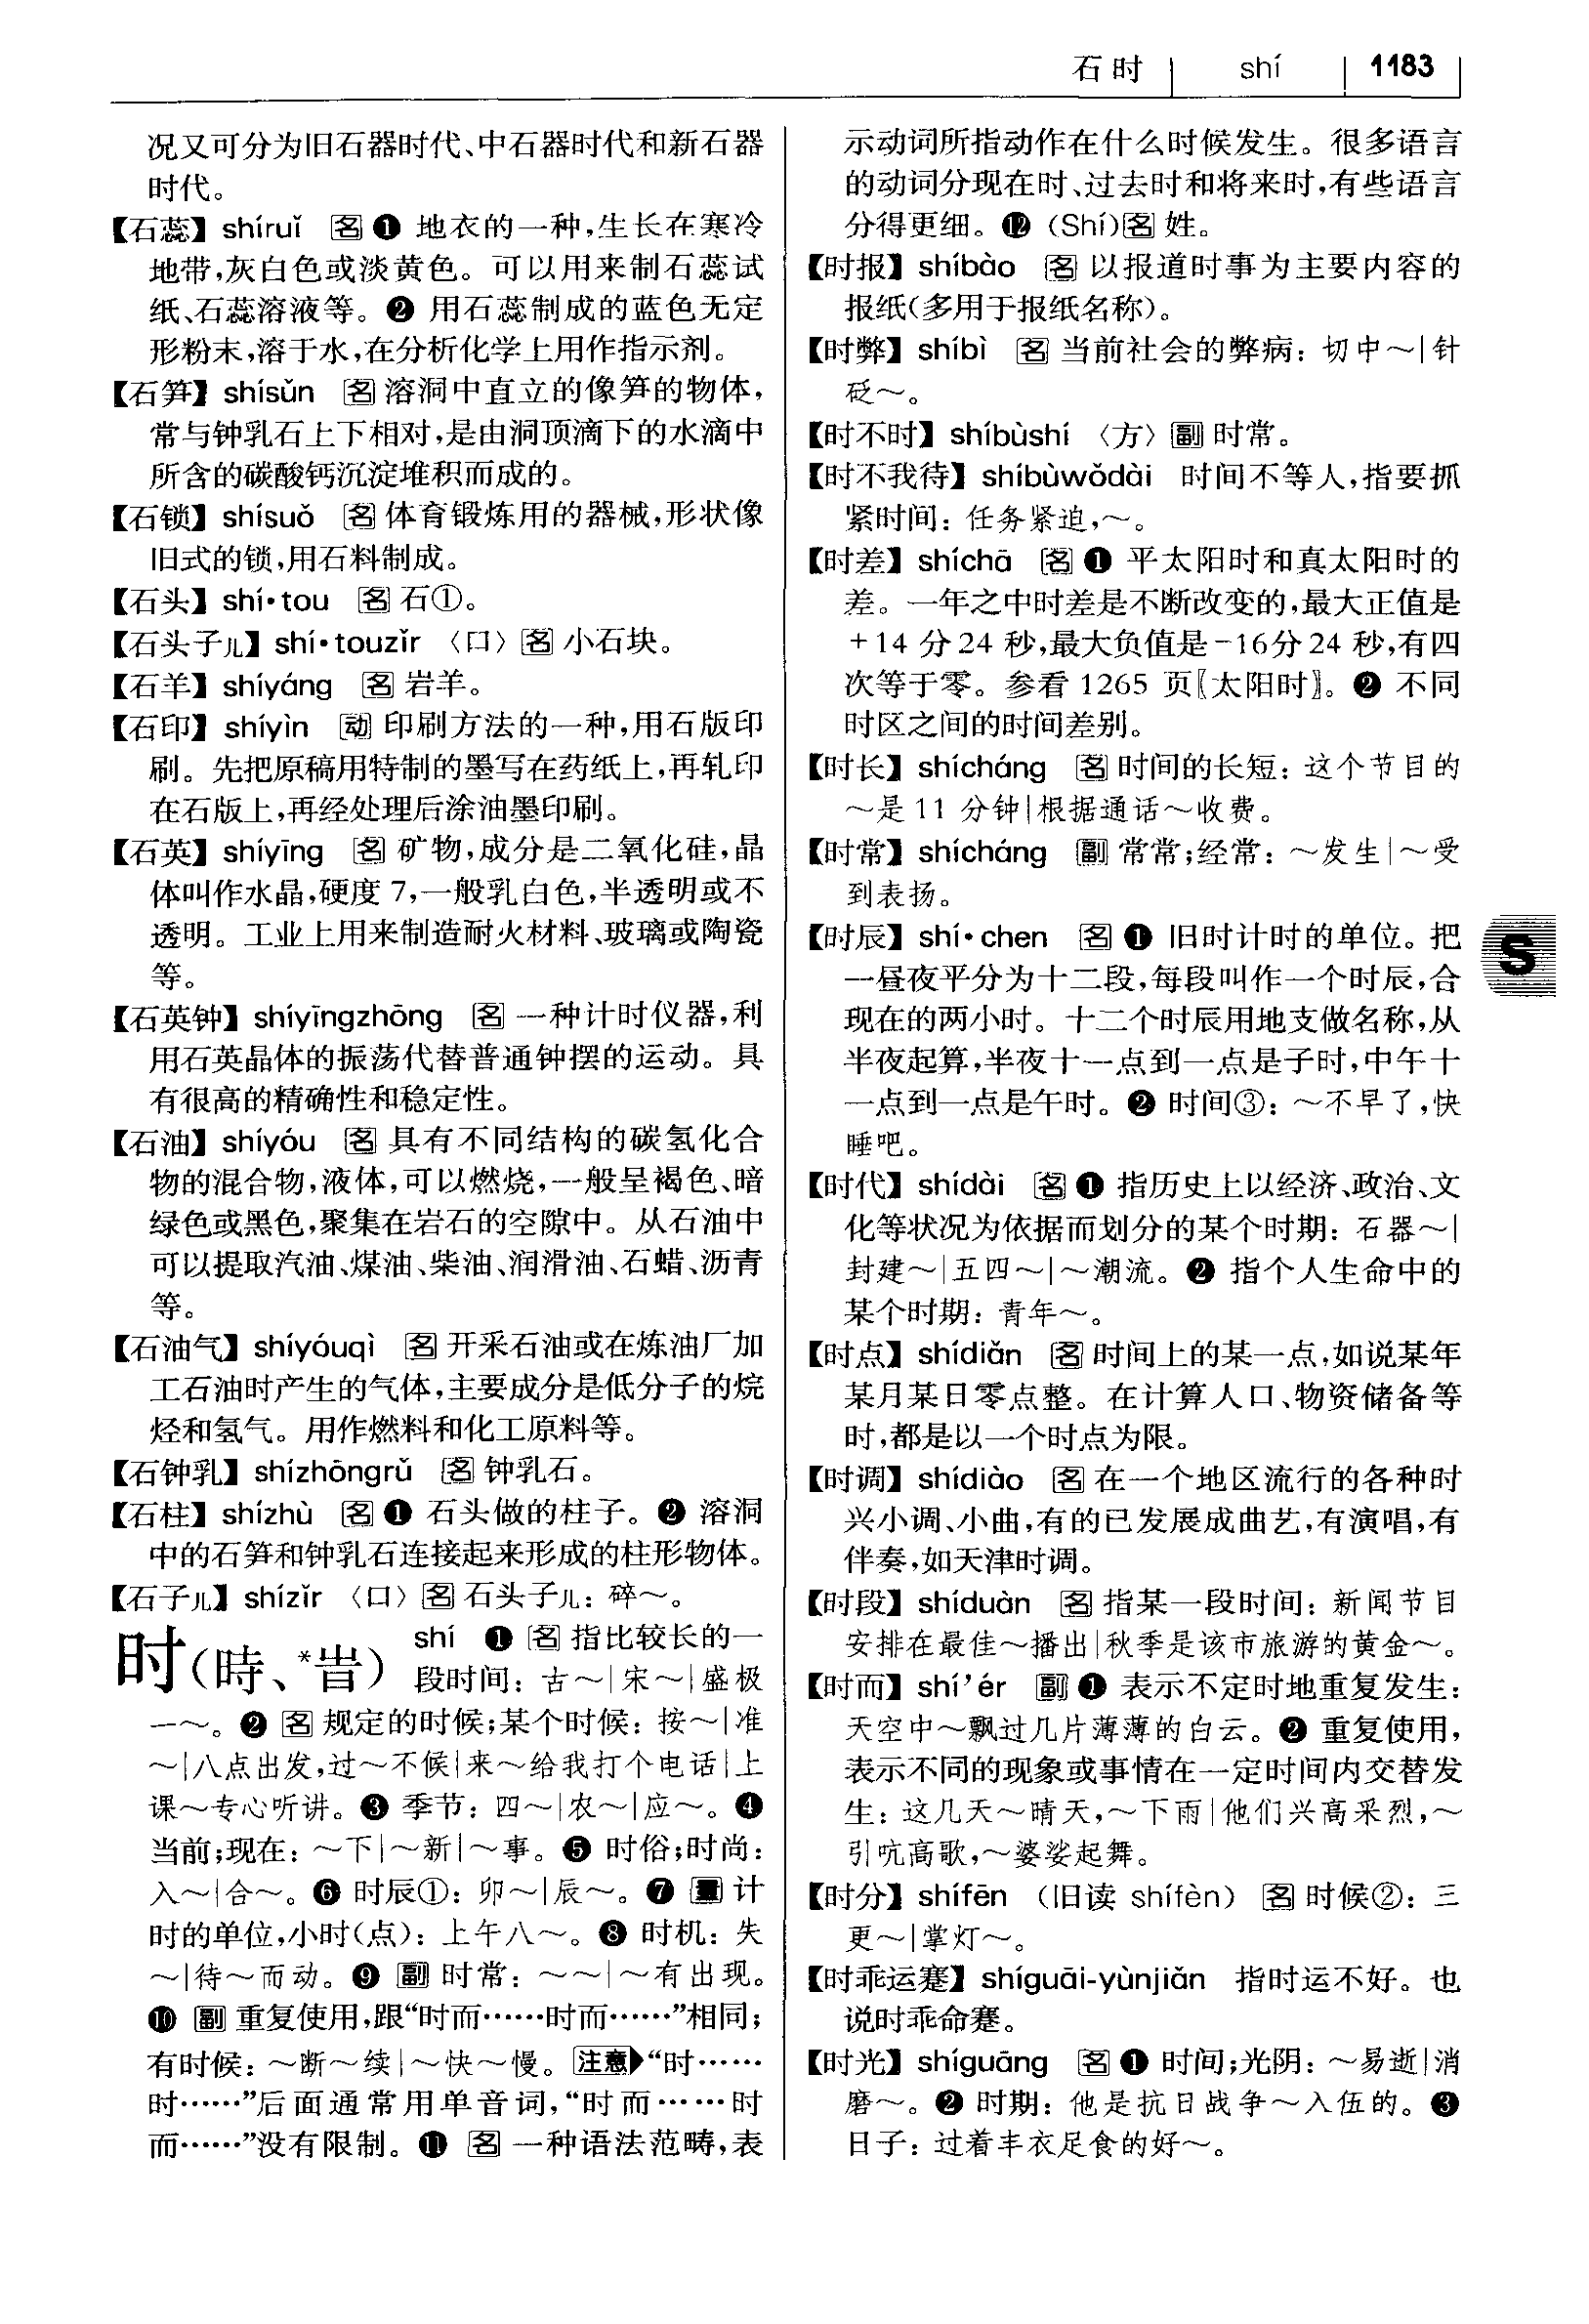 石时 shí 1183
况又可分为旧石器时代、中石器时代和新石器
时代。
【石蕊】 shíruǐ 名 ❶ 地衣的一种,生长在寒冷
地带,灰白色或淡黄色。可以用来制石蕊试
纸、石蕊溶液等。❷ 用石蕊制成的蓝色无定
形粉末,溶于水,在分析化学上用作指示剂。
【石笋】 shísǔn 名 溶洞中直立的像笋的物体,
常与钟乳石上下相对,是由洞顶滴下的水滴中
所含的碳酸钙沉淀堆积而成的。
【石锁】 shísuǒ 名 体育锻炼用的器械,形状像
旧式的锁,用石料制成。
【石头】 shí·tou 名 石①。
【石头子儿】 shí·touzǐr 〈口〉 名 小石块。
【石羊】 shíyáng 名 岩羊。
【石印】 shíyìn 动 印刷方法的一种,用石版印
刷。先把原稿用特制的墨写在药纸上,再轧印
在石版上,再经处理后涂油墨印刷。
【石英】 shíyīng 名 矿物,成分是二氧化硅,晶
体叫作水晶,硬度 7,一般乳白色,半透明或不
透明。工业上用来制造耐火材料、玻璃或陶瓷
等。
【石英钟】 shíyīngzhōng 名 一种计时仪器,利
用石英晶体的振荡代替普通钟摆的运动。具
有很高的精确性和稳定性。
【石油】 shíyóu 名 具有不同结构的碳氢化合
物的混合物,液体,可以燃烧,一般呈褐色、暗
绿色或黑色,聚集在岩石的空隙中。从石油中
可以提取汽油、煤油、柴油、润滑油、石蜡、沥青
等。
【石油气】 shíyóuqì 名 开采石油或在炼油厂加
工石油时产生的气体,主要成分是低分子的烷
烃和氢气。用作燃料和化工原料等。
【石钟乳】 shízhōngrǔ 名 钟乳石。
【石柱】 shízhù 名 ❶ 石头做的柱子。❷ 溶洞
中的石笋和钟乳石连接起来形成的柱形物体。
【石子儿】 shízǐr 〈口〉 名 石头子儿：碎～。
时(時、*旹) shí ❶ 名 指比较长的一
段时间：古～|宋～|盛极
一～。❷ 名 规定的时候;某个时候：按～|准
～|八点出发,过～不候|来～给我打个电话|上
课～专心听讲。❸ 季节：四～|农～|应～。❹
当前;现在：～下|～新|～事。❺ 时俗;时尚：
入～|合～。❻ 时辰①：卯～|辰～。❼ 量 计
时的单位,小时(点)：上午八～。❽ 时机：失
～|待～而动。❾ 副 时常：～～|～有出现。
❿ 副 重复使用,跟“时而……时而……”相同;
有时候：～断～续|～快～慢。注意▶“时……
时……”后面通常用单音词,“时而……时
而……”没有限制。⓫ 名 一种语法范畴,表
示动词所指动作在什么时候发生。很多语言
的动词分现在时、过去时和将来时,有些语言
分得更细。⓬ (Shí)名 姓。
【时报】 shíbào 名 以报道时事为主要内容的
报纸(多用于报纸名称)。
【时弊】 shíbì 名 当前社会的弊病：切中～|针
砭～。
【时不时】 shíbùshí 〈方〉 副 时常。
【时不我待】 shíbùwǒdài 时间不等人,指要抓
紧时间：任务紧迫,～。
【时差】 shíchā 名 ❶ 平太阳时和真太阳时的
差。一年之中时差是不断改变的,最大正值是
+14 分 24 秒,最大负值是-16分 24 秒,有四
次等于零。参看 1265 页〖太阳时〗。❷ 不同
时区之间的时间差别。
【时长】 shícháng 名 时间的长短：这个节目的
～是 11 分钟|根据通话～收费。
【时常】 shícháng 副 常常;经常：～发生|～受
到表扬。
【时辰】 shí·chen 名 ❶ 旧时计时的单位。把
一昼夜平分为十二段,每段叫作一个时辰,合
现在的两小时。十二个时辰用地支做名称,从
半夜起算,半夜十一点到一点是子时,中午十
一点到一点是午时。❷ 时间③：～不早了,快
睡吧。
【时代】 shídài 名 ❶ 指历史上以经济、政治、文
化等状况为依据而划分的某个时期：石器～|
封建～|五四～|～潮流。❷ 指个人生命中的
某个时期：青年～。
【时点】 shídiǎn 名 时间上的某一点,如说某年
某月某日零点整。在计算人口、物资储备等
时,都是以一个时点为限。
【时调】 shídiào 名 在一个地区流行的各种时
兴小调、小曲,有的已发展成曲艺,有演唱,有
伴奏,如天津时调。
【时段】 shíduàn 名 指某一段时间：新闻节目
安排在最佳～播出|秋季是该市旅游的黄金～。
【时而】 shí’ér 副 ❶ 表示不定时地重复发生：
天空中～飘过几片薄薄的白云。❷ 重复使用,
表示不同的现象或事情在一定时间内交替发
生：这几天～晴天,～下雨|他们兴高采烈,～
引吭高歌,～婆娑起舞。
【时分】 shífēn (旧读 shífèn) 名 时候②：三
更～|掌灯～。
【时乖运蹇】 shíguāi-yùnjiǎn 指时运不好。也
说时乖命蹇。
【时光】 shíguāng 名 ❶ 时间;光阴：～易逝|消
磨～。❷ 时期：他是抗日战争～入伍的。❸
日子：过着丰衣足食的好～。
S